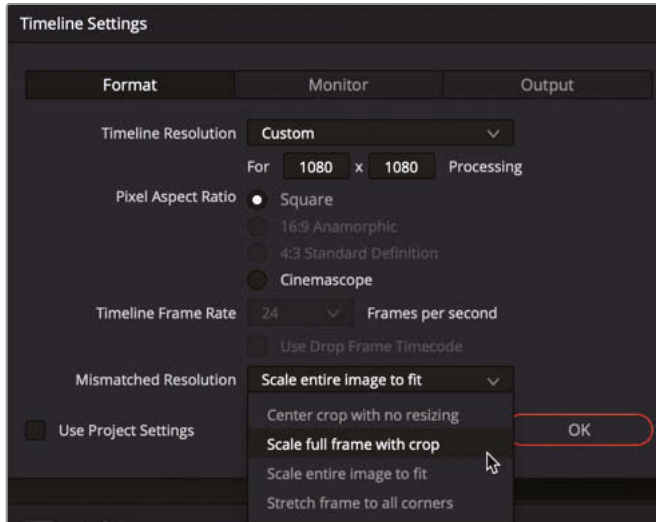 Timeline Settings
Format Monitor Output
Timeline Resolution Custom
For 1080 x 1080 Processing
Pixel Aspect Ratio Square
16:9 Anamorphic
4:3 Standard Definition
Cinemascope
Timeline Frame Rate 24 Frames per second
Use Drop Frame Timecode
Mismatched Resolution Scale entire image to fit
Center crop with no resizing
Use Project Settings OK
Scale full frame with crop
Scale entire image to fit
Stretch frame to all corners